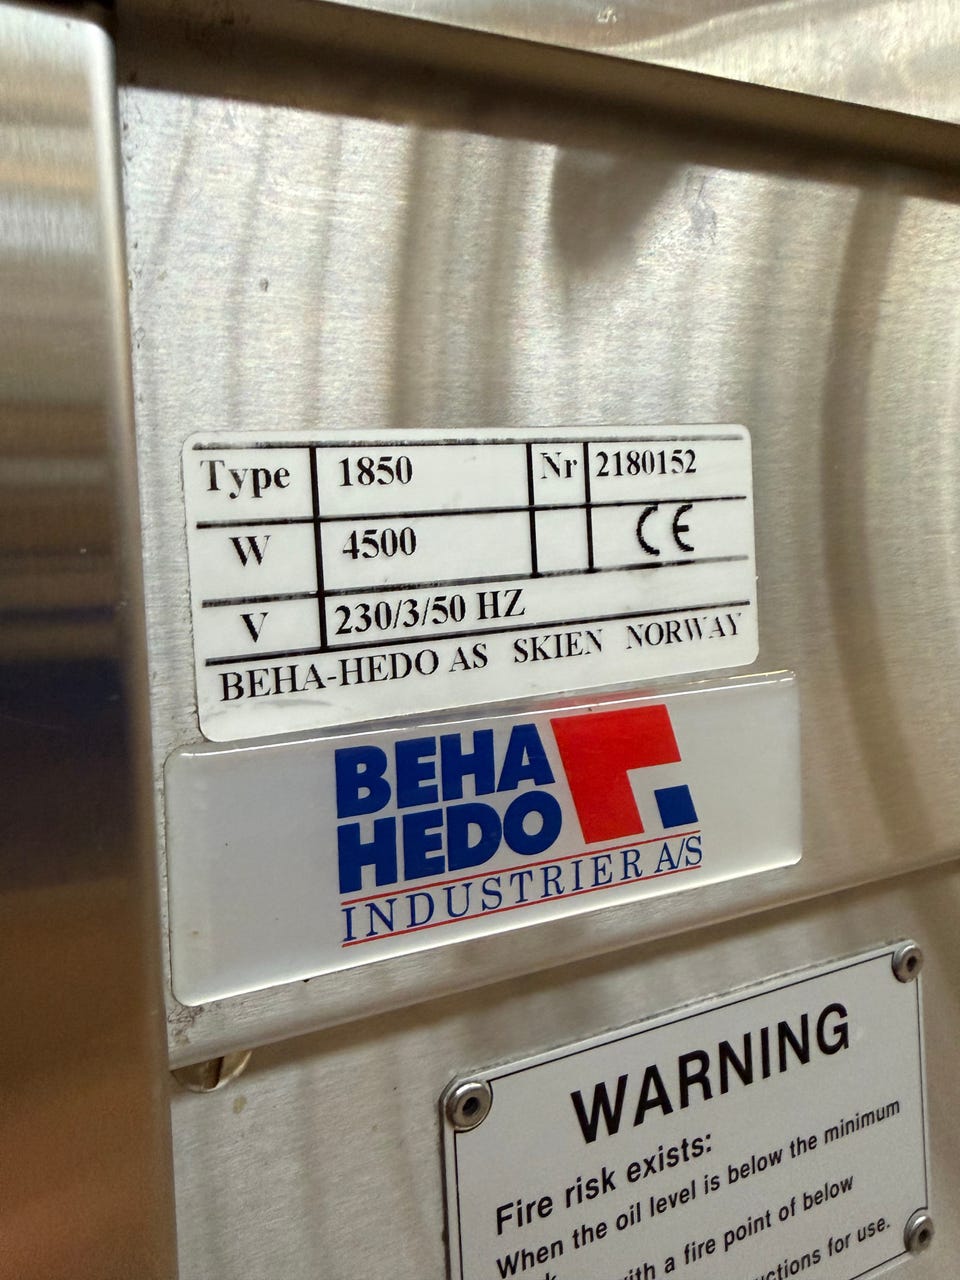 Type 1850 Nr 2180152
W 4500 CE
V 230/3/50 HZ
BEHA-HEDO AS SKIEN NORWAY
BEHA
HEDO
INDUSTRIER A/S
WARNING
Fire risk exists:
When the oil level is below the minimum
with a fire point of below
for use.